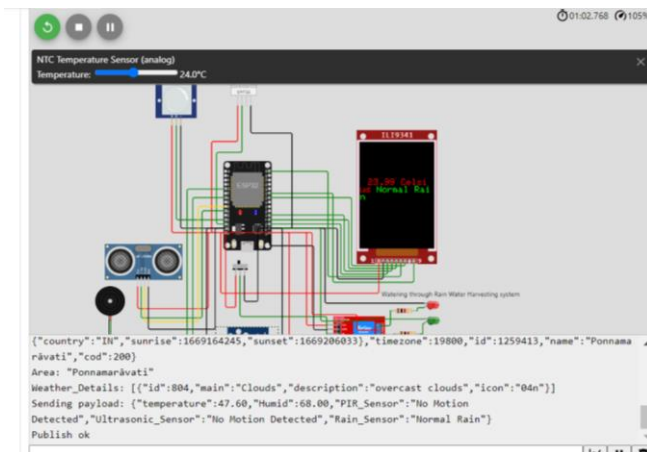 01:02.768 105%
NTC Temperature Sensor (analog)
Temperature: 24.0°C
ESP32
ILI9341
Celsi
us Normal Rai
n
Watering through Rain Water Harvesting system
{"country":"IN","sunrise":1669164245,"sunset":1669206033},"timezone":19800,"id":1259413,"name":"Ponnama
rāvati","cod":200}
Area: "Ponnamarāvati"
Weather_Details: [{"id":804,"main":"Clouds","description":"overcast clouds","icon":"04n"}]
Sending payload: {"temperature":47.60,"Humid":68.00,"PIR_Sensor":"No Motion
Detected","Ultrasonic_Sensor":"No Motion Detected","Rain_Sensor":"Normal Rain"}
Publish ok